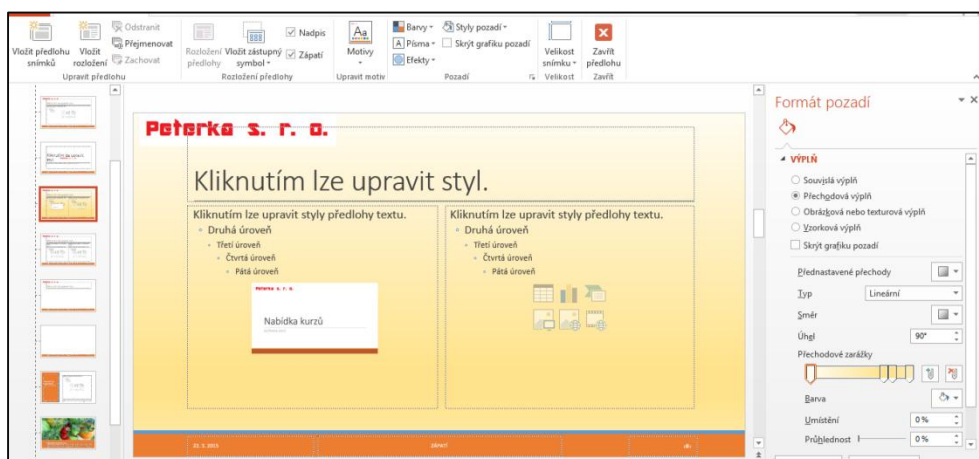 Vložit předlohu snímků
Vložit rozložení
Odstranit
Přejmenovat
Zachovat
Upravit předlohu
Rozložení předlohy
Vložit zástupný symbol
Nadpis
Zápatí
Rozložení předlohy
Motivy
Upravit motiv
Barvy
Písma
Efekty
Styly pozadí
Skrýt grafiku pozadí
Pozadí
Velikost snímku
Velikost
Zavřít předlohu
Zavřít
Peterka s. r. o.
Kliknutím lze upravit styl.
Kliknutím lze upravit styly předlohy textu.
Druhá úroveň
Třetí úroveň
Čtvrtá úroveň
Pátá úroveň
Peterka s. r. o.
Nabídka kurzů
Kliknutím lze upravit styly předlohy textu.
Druhá úroveň
Třetí úroveň
Čtvrtá úroveň
Pátá úroveň
ZÁPATÍ
Formát pozadí
VÝPLŇ
Souvislá výplň
Přechodová výplň
Obrázková nebo texturová výplň
Vzorková výplň
Skrýt grafiku pozadí
Přednastavené přechody
Typ Lineární
Směr
Úhel 90°
Přechodové zarážky
Barva
Umístění 0 %
Průhlednost 0 %